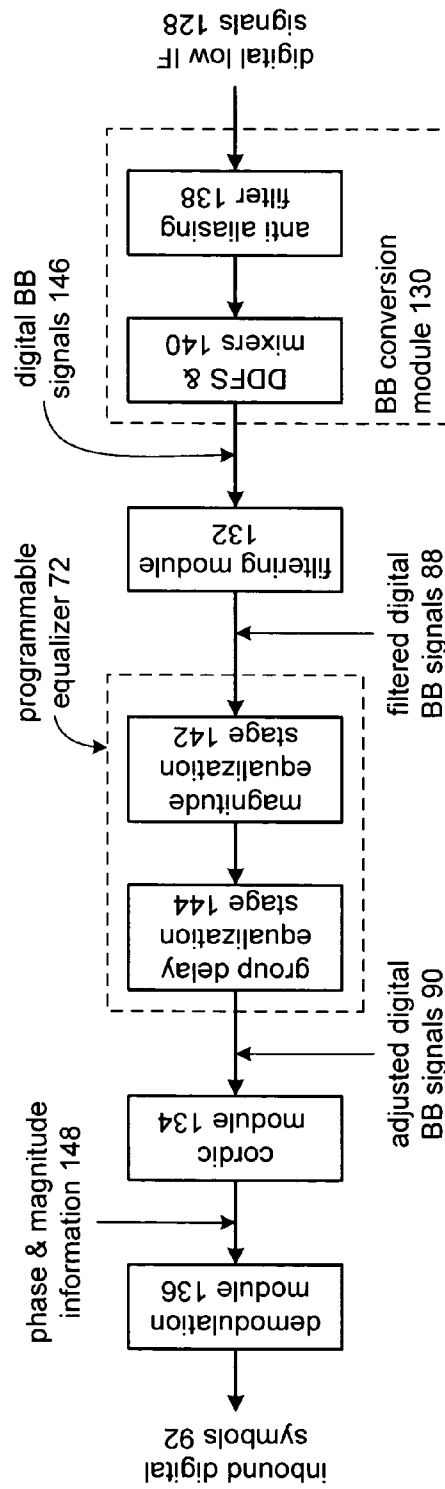 digital low IF
signals 128
anti aliasing
filter 138
DDFS &
mixers 140
BB conversion
module 130
digital BB
signals 146
filtering module
132
filtered digital
BB signals 88
programmable
equalizer 72
magnitude
equalization
stage 142
group delay
equalization
stage 144
adjusted digital
BB signals 90
cordic
module 134
phase & magnitude
information 148
demodulation
module 136
inbound digital
symbols 92